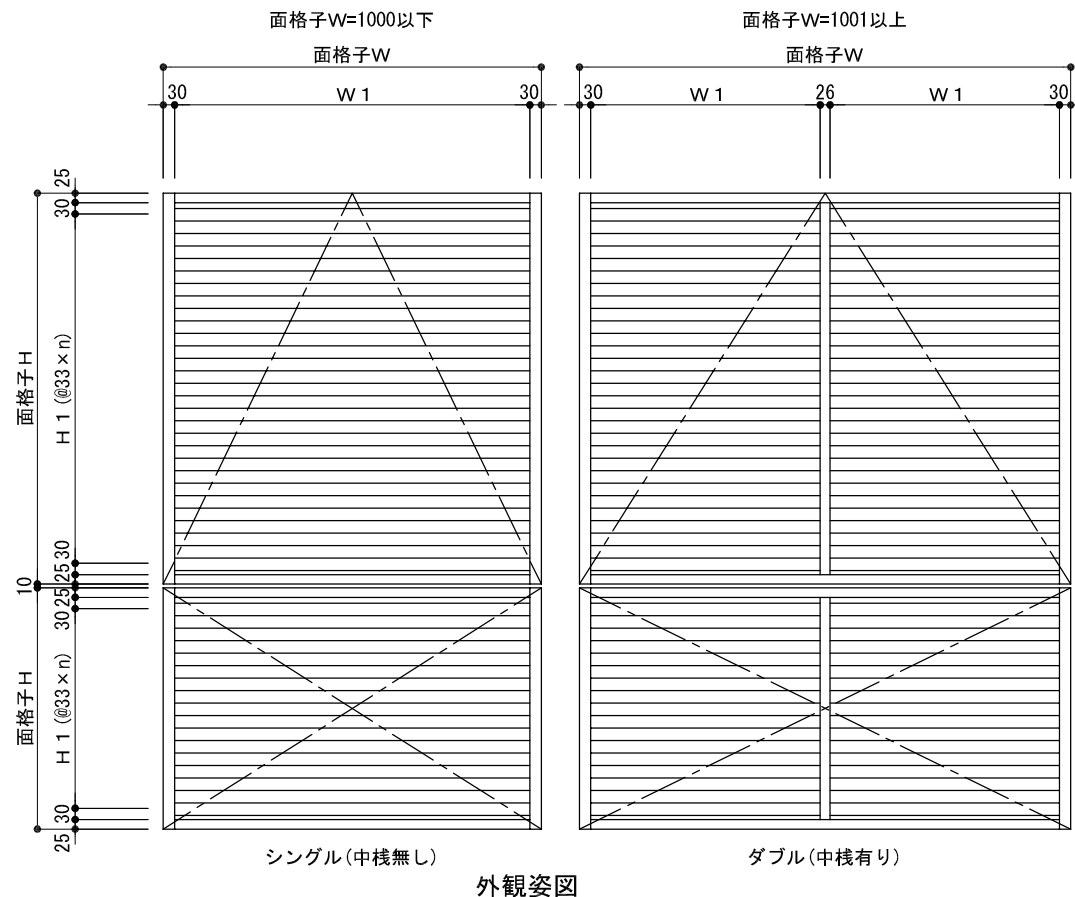 面格子W=1000以下
面格子W=1001以上
面格子W
面格子W
30 W1 30
30 W1 26 W1 30
25
30
H1(@33×n)
面格子H
30
25
10
25
30
H1(@33×n)
面格子H
30
25
シングル(中桟無し)
ダブル(中桟有り)
外観姿図